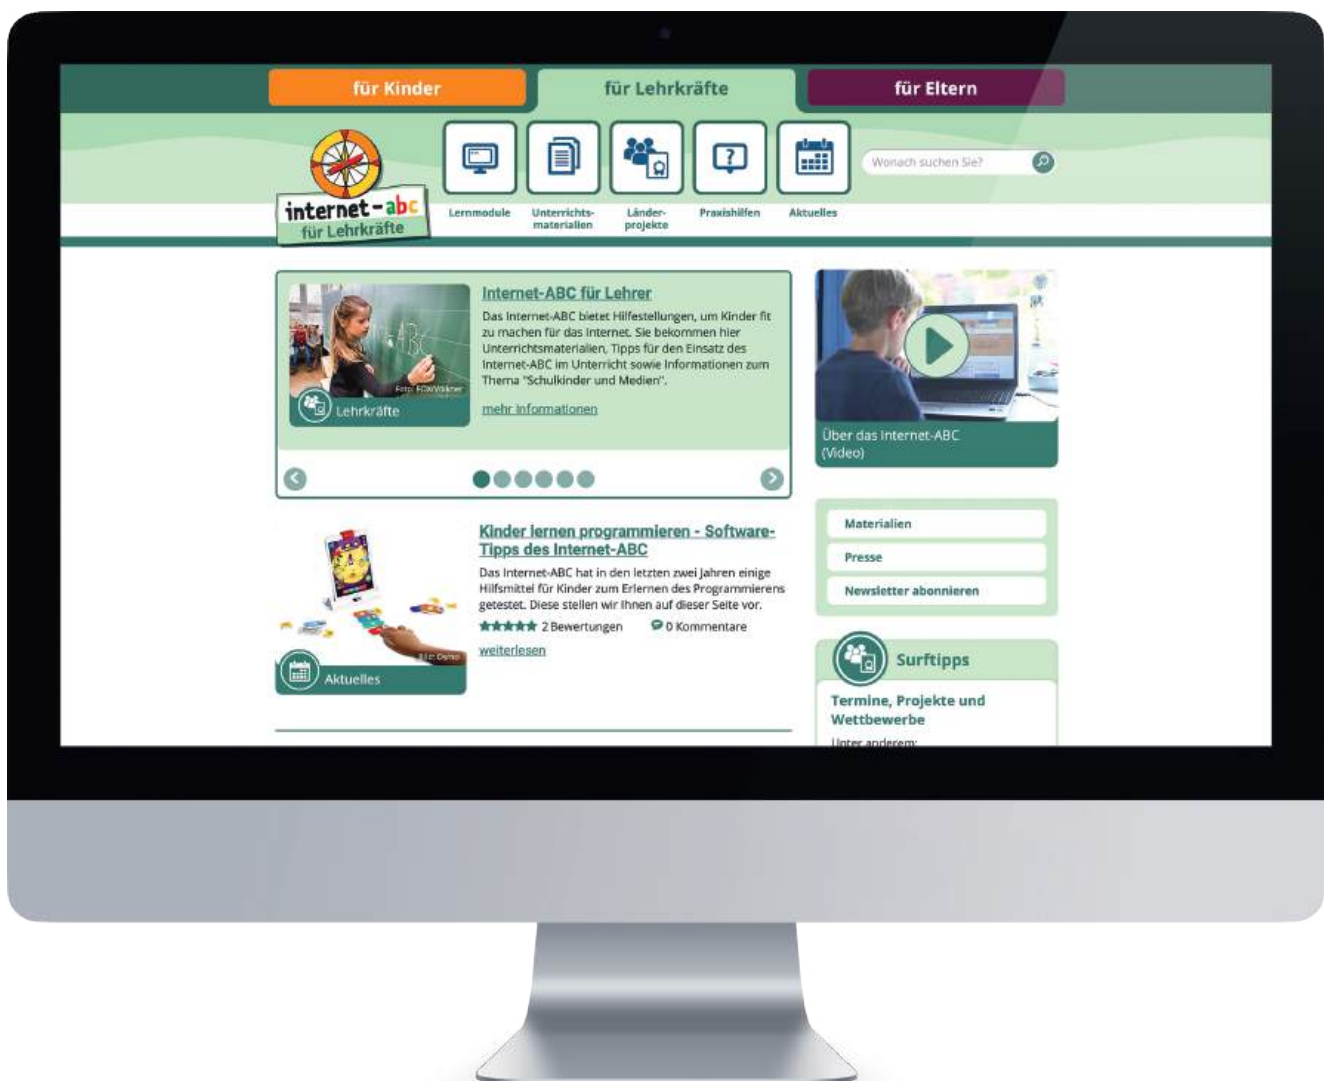 für Kinder
für Lehrkräfte
für Eltern
internet-abc
für Lehrkräfte
Lernmodule
Unterrichts-
materialien
Länder-
projekte
Praxishilfen
Aktuelles
Wonach suchen Sie?
Internet-ABC für Lehrer
Das Internet-ABC bietet Hilfestellungen, um Kinder fit
zu machen für das Internet. Sie bekommen hier
Unterrichtsmaterialien, Tipps für den Einsatz des
Internet-ABC im Unterricht sowie Informationen zum
Thema "Schulkinder und Medien".
mehr Informationen
ABC
Lehrkräfte
Über das Internet-ABC
(Video)
Kinder lernen programmieren - Software-
Tipps des Internet-ABC
Das Internet-ABC hat in den letzten zwei Jahren einige
Hilfsmittel für Kinder zum Erlernen des Programmierens
getestet. Diese stellen wir Ihnen auf dieser Seite vor.
2 Bewertungen
0 Kommentare
weiterlesen
Bild: Osmo
Aktuelles
Materialien
Presse
Newsletter abonnieren
Surftipps
Termine, Projekte und
Wettbewerbe
Unter anderem: